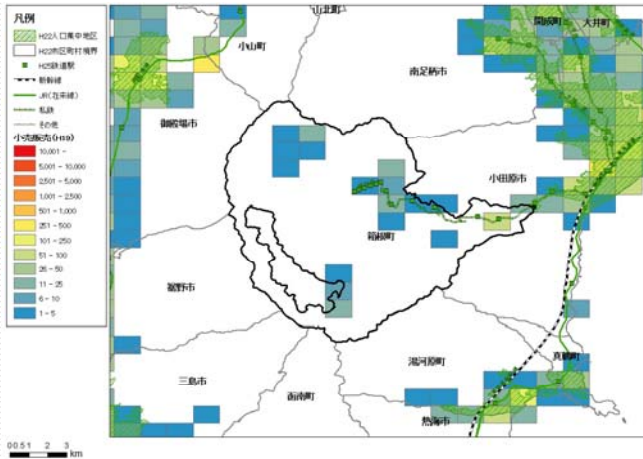 凡例
H22人口集中地区
H22市区町村境界
H25鉄道駅
新幹線
JR(在来線)
私鉄
その他
小売販売(H19)
10,001 -
5,001 - 10,000
2,501 - 5,000
1,001 - 2,500
501 - 1,000
251 - 500
101 - 250
51 - 100
26 - 50
11 - 25
6 - 10
1 - 5
山北町
小山町
開成町
大井町
南足柄市
御殿場市
小田原市
箱根町
裾野市
湯河原町
真鶴町
三島市
函南町
熱海市
0 0.5 1 2 3
km